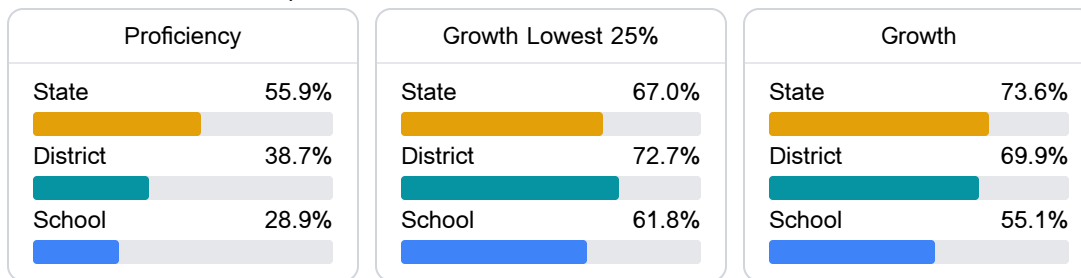 Proficiency
State 55.9%
District 38.7%
School 28.9%
Growth Lowest 25%
State 67.0%
District 72.7%
School 61.8%
Growth
State 73.6%
District 69.9%
School 55.1%